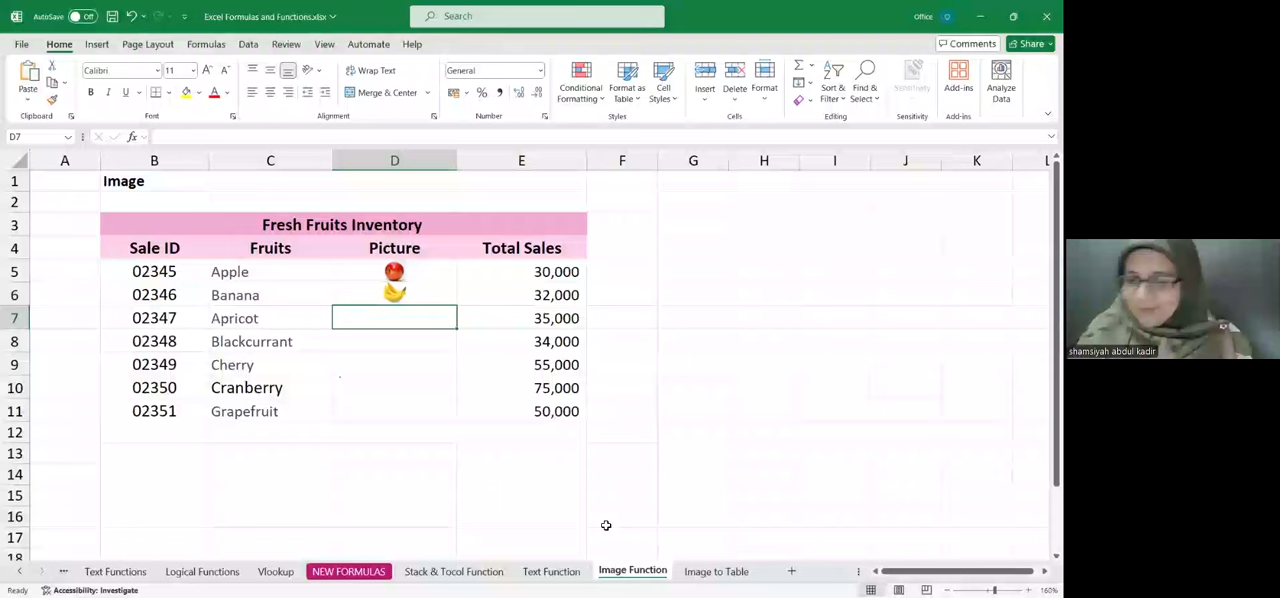 AutoSave Off Excel Formulas and Functions.xlsx Search Office O
File Home Insert Page Layout Formulas Data Review View Automate Help Comments Share
Calibri 11 Wrap Text General
Paste B I U Merge & Center % Conditional Formatting Format as Table Cell Styles Insert Delete Format Sort & Filter Find & Select Sensitivity Add-ins Analyze Data
Clipboard Font Alignment Number Styles Cells Editing Sensitivity Add-ins
D7 fx
A B C D E F G H I J K L
1 Image
2
3 Fresh Fruits Inventory
4 Sale ID Fruits Picture Total Sales
5 02345 Apple 30,000
6 02346 Banana 32,000
7 02347 Apricot 35,000
8 02348 Blackcurrant 34,000
9 02349 Cherry 55,000
10 02350 Cranberry 75,000
11 02351 Grapefruit 50,000
12
13
14
15
16
17
18
shamsiyah abdul kadir
Text Functions Logical Functions Vlookup NEW FORMULAS Stack & Tocol Function Text Function Image Function Image to Table
Ready Accessibility: Investigate 160%